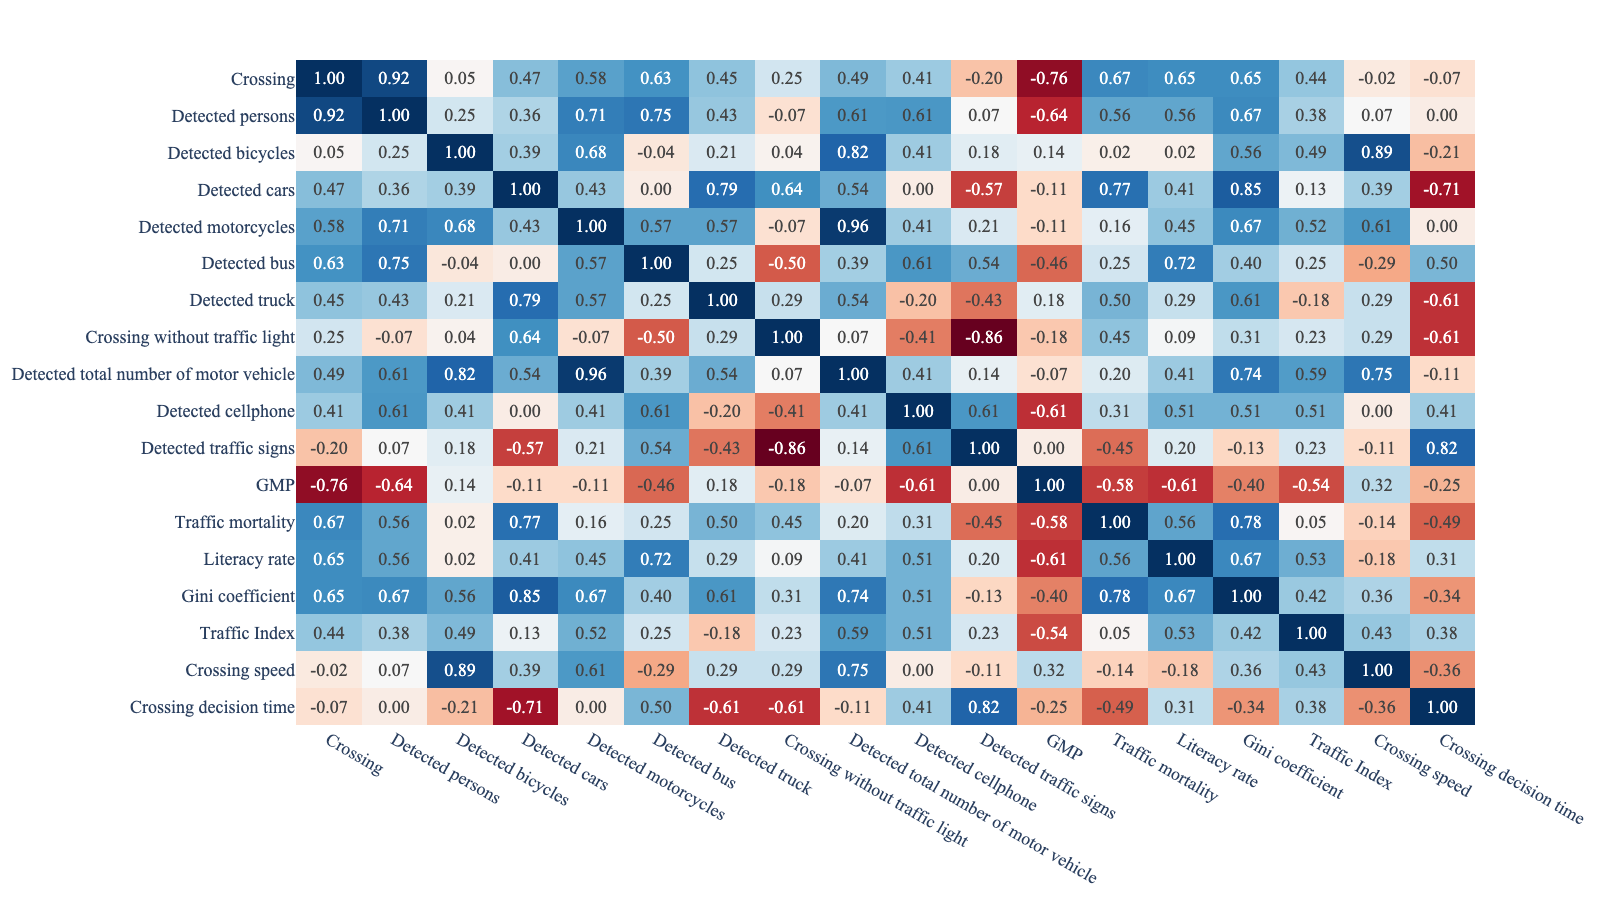 Crossing 1.00 0.92 0.05 0.47 0.58 0.63 0.45 0.25 0.49 0.41 -0.20 -0.76 0.67 0.65 0.65 0.44 -0.02 -0.07
Detected persons 0.92 1.00 0.25 0.36 0.71 0.75 0.43 -0.07 0.61 0.61 0.07 -0.64 0.56 0.56 0.67 0.38 0.07 0.00
Detected bicycles 0.05 0.25 1.00 0.39 0.68 -0.04 0.21 0.04 0.82 0.41 0.18 0.14 0.02 0.02 0.56 0.49 0.89 -0.21
Detected cars 0.47 0.36 0.39 1.00 0.43 0.00 0.79 0.64 0.54 0.00 -0.57 -0.11 0.77 0.41 0.85 0.13 0.39 -0.71
Detected motorcycles 0.58 0.71 0.68 0.43 1.00 0.57 0.57 -0.07 0.96 0.41 0.21 -0.11 0.16 0.45 0.67 0.52 0.61 0.00
Detected bus 0.63 0.75 -0.04 0.00 0.57 1.00 0.25 -0.50 0.39 0.61 0.54 -0.46 0.25 0.72 0.40 0.25 -0.29 0.50
Detected truck 0.45 0.43 0.21 0.79 0.57 0.25 1.00 0.29 0.54 -0.20 -0.43 0.18 0.50 0.29 0.61 -0.18 0.29 -0.61
Crossing without traffic light 0.25 -0.07 0.04 0.64 -0.07 -0.50 0.29 1.00 0.07 -0.41 -0.86 -0.18 0.45 0.09 0.31 0.23 0.29 -0.61
Detected total number of motor vehicle 0.49 0.61 0.82 0.54 0.96 0.39 0.54 0.07 1.00 0.41 0.14 -0.07 0.20 0.41 0.74 0.59 0.75 -0.11
Detected cellphone 0.41 0.61 0.41 0.00 0.41 0.61 -0.20 -0.41 0.41 1.00 0.61 -0.61 0.31 0.51 0.51 0.51 0.00 0.41
Detected traffic signs -0.20 0.07 0.18 -0.57 0.21 0.54 -0.43 -0.86 0.14 0.61 1.00 0.00 -0.45 0.20 -0.13 0.23 -0.11 0.82
GMP -0.76 -0.64 0.14 -0.11 -0.11 -0.46 0.18 -0.18 -0.07 -0.61 0.00 1.00 -0.58 -0.61 -0.40 -0.54 0.32 -0.25
Traffic mortality 0.67 0.56 0.02 0.77 0.16 0.25 0.50 0.45 0.20 0.31 -0.45 -0.58 1.00 0.56 0.78 0.05 -0.14 -0.49
Literacy rate 0.65 0.56 0.02 0.41 0.45 0.72 0.29 0.09 0.41 0.51 0.20 -0.61 0.56 1.00 0.67 0.53 -0.18 0.31
Gini coefficient 0.65 0.67 0.56 0.85 0.67 0.40 0.61 0.31 0.74 0.51 -0.13 -0.40 0.78 0.67 1.00 0.42 0.36 -0.34
Traffic Index 0.44 0.38 0.49 0.13 0.52 0.25 -0.18 0.23 0.59 0.51 0.23 -0.54 0.05 0.53 0.42 1.00 0.43 0.38
Crossing speed -0.02 0.07 0.89 0.39 0.61 -0.29 0.29 0.29 0.75 0.00 -0.11 0.32 -0.14 -0.18 0.36 0.43 1.00 -0.36
Crossing decision time -0.07 0.00 -0.21 -0.71 0.00 0.50 -0.61 -0.61 -0.11 0.41 0.82 -0.25 -0.49 0.31 -0.34 0.38 -0.36 1.00
Crossing
Detected persons
Detected bicycles
Detected cars
Detected motorcycles
Detected bus
Detected truck
Crossing without traffic light
Detected total number of motor vehicle
Detected cellphone
Detected traffic signs
GMP
Traffic mortality
Literacy rate
Gini coefficient
Traffic Index
Crossing speed
Crossing decision time